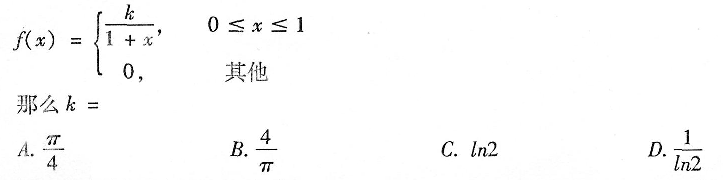 f(x) = { k/(1 + x), 0 ≤ x ≤ 1
0, 其他
那么 k =
A. π/4 B. 4/π C. ln2 D. 1/ln2